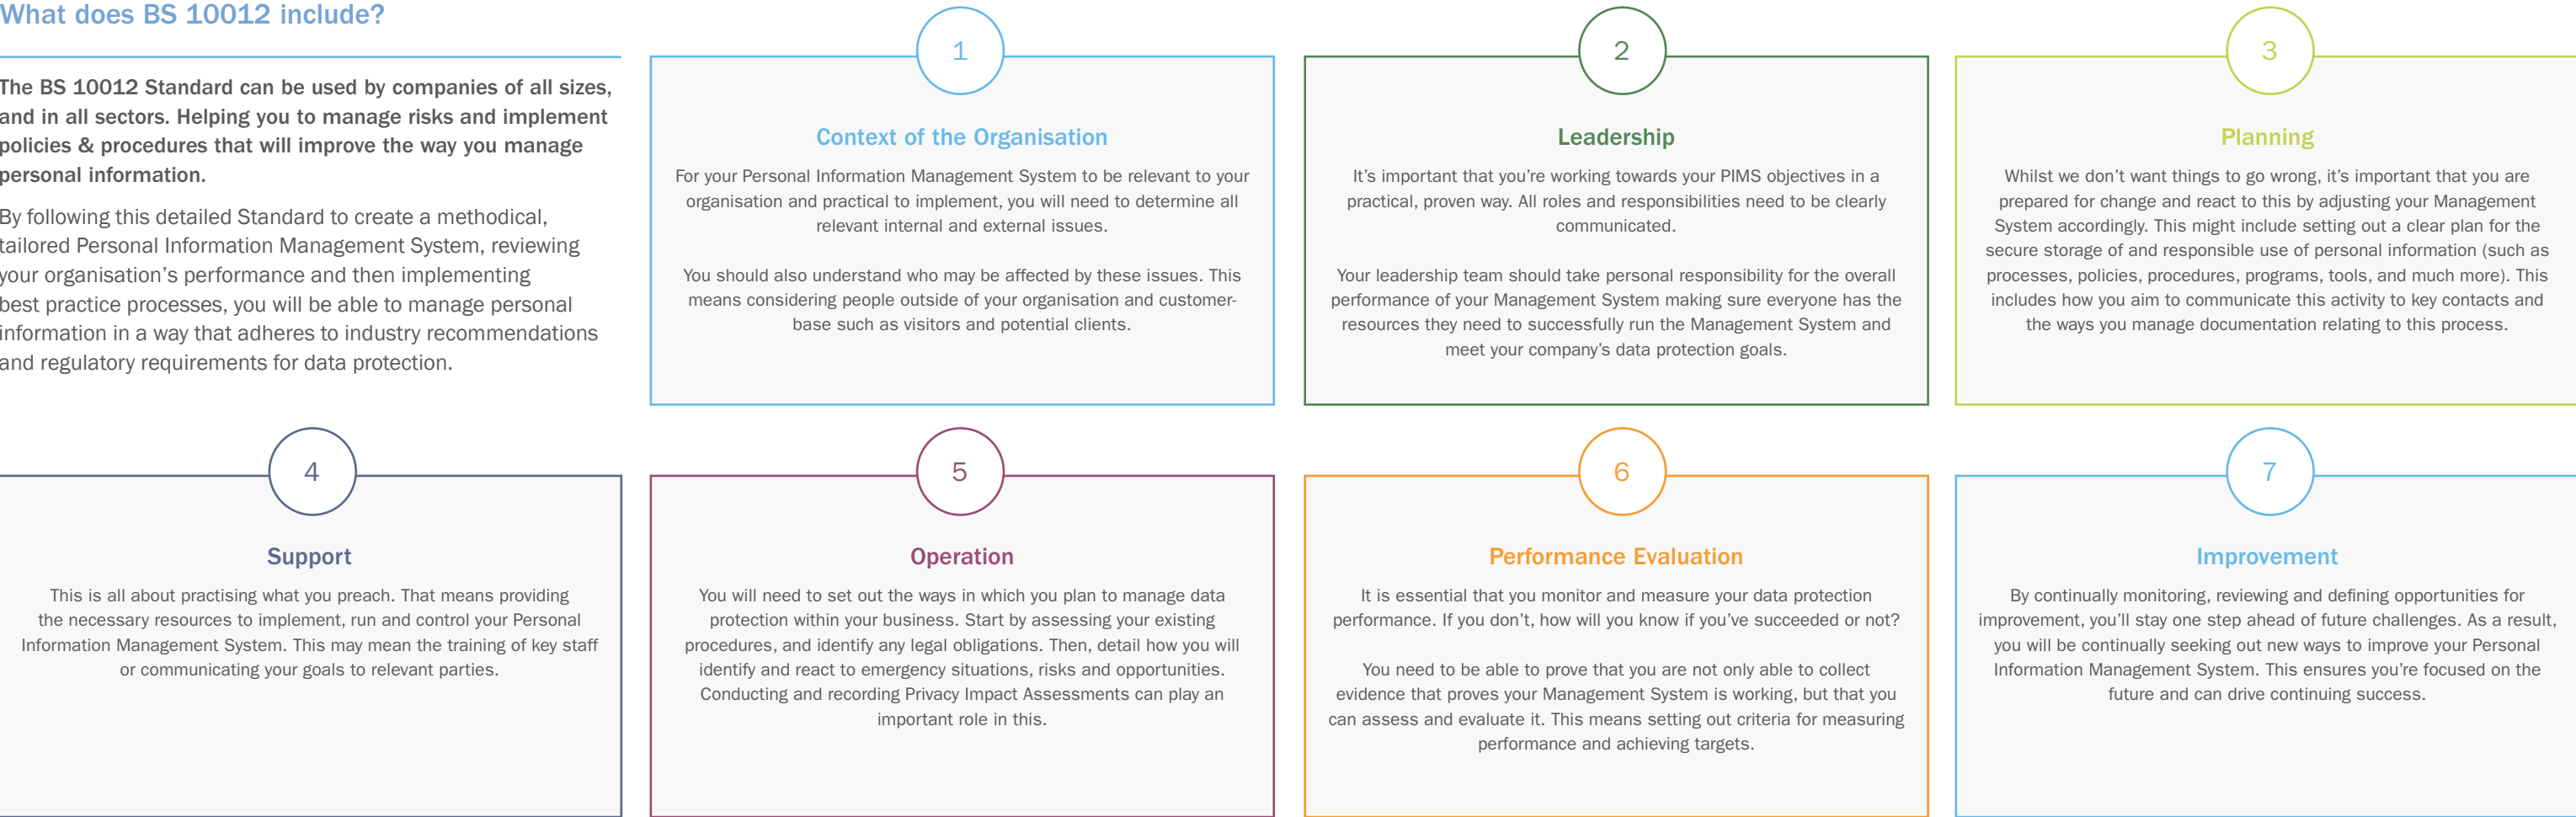 What does BS 10012 include?
The BS 10012 Standard can be used by companies of all sizes,
and in all sectors. Helping you to manage risks and implement
policies & procedures that will improve the way you manage
personal information.
By following this detailed Standard to create a methodical,
tailored Personal Information Management System, reviewing
your organisation’s performance and then implementing
best practice processes, you will be able to manage personal
information in a way that adheres to industry recommendations
and regulatory requirements for data protection.
1
Context of the Organisation
For your Personal Information Management System to be relevant to your
organisation and practical to implement, you will need to determine all
relevant internal and external issues.
You should also understand who may be affected by these issues. This
means considering people outside of your organisation and customer-
base such as visitors and potential clients.
2
Leadership
It’s important that you’re working towards your PIMS objectives in a
practical, proven way. All roles and responsibilities need to be clearly
communicated.
Your leadership team should take personal responsibility for the overall
performance of your Management System making sure everyone has the
resources they need to successfully run the Management System and
meet your company’s data protection goals.
3
Planning
Whilst we don’t want things to go wrong, it’s important that you are
prepared for change and react to this by adjusting your Management
System accordingly. This might include setting out a clear plan for the
secure storage of and responsible use of personal information (such as
processes, policies, procedures, programs, tools, and much more). This
includes how you aim to communicate this activity to key contacts and
the ways you manage documentation relating to this process.
4
Support
This is all about practising what you preach. That means providing
the necessary resources to implement, run and control your Personal
Information Management System. This may mean the training of key staff
or communicating your goals to relevant parties.
5
Operation
You will need to set out the ways in which you plan to manage data
protection within your business. Start by assessing your existing
procedures, and identify any legal obligations. Then, detail how you will
identify and react to emergency situations, risks and opportunities.
Conducting and recording Privacy Impact Assessments can play an
important role in this.
6
Performance Evaluation
It is essential that you monitor and measure your data protection
performance. If you don’t, how will you know if you’ve succeeded or not?
You need to be able to prove that you are not only able to collect
evidence that proves your Management System is working, but that you
can assess and evaluate it. This means setting out criteria for measuring
performance and achieving targets.
7
Improvement
By continually monitoring, reviewing and defining opportunities for
improvement, you’ll stay one step ahead of future challenges. As a result,
you will be continually seeking out new ways to improve your Personal
Information Management System. This ensures you’re focused on the
future and can drive continuing success.